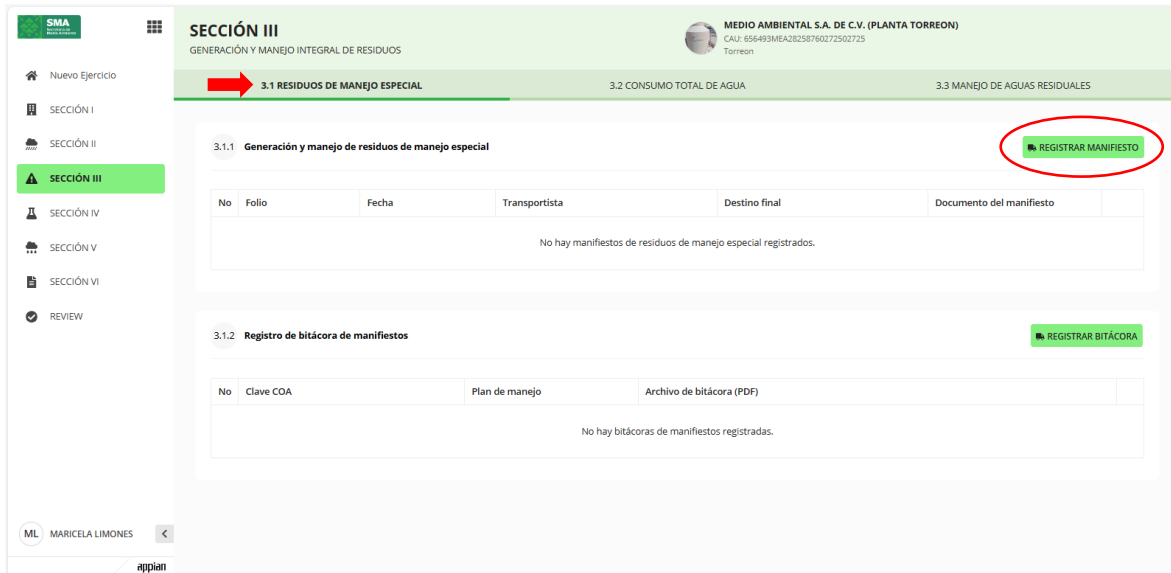 SMA
Secretaría de
Medio Ambiente
Nuevo Ejercicio
SECCIÓN I
SECCIÓN II
SECCIÓN III
SECCIÓN IV
SECCIÓN V
SECCIÓN VI
REVIEW
ML MARICELA LIMONES
appian
SECCIÓN III
GENERACIÓN Y MANEJO INTEGRAL DE RESIDUOS
MEDIO AMBIENTAL S.A. DE C.V. (PLANTA TORREON)
CAU: 656493MEA28258760272502725
Torreon
3.1 RESIDUOS DE MANEJO ESPECIAL 3.2 CONSUMO TOTAL DE AGUA 3.3 MANEJO DE AGUAS RESIDUALES
3.1.1 Generación y manejo de residuos de manejo especial REGISTRAR MANIFIESTO
No Folio Fecha Transportista Destino final Documento del manifiesto
No hay manifiestos de residuos de manejo especial registrados.
3.1.2 Registro de bitácora de manifiestos REGISTRAR BITÁCORA
No Clave COA Plan de manejo Archivo de bitácora (PDF)
No hay bitácoras de manifiestos registradas.